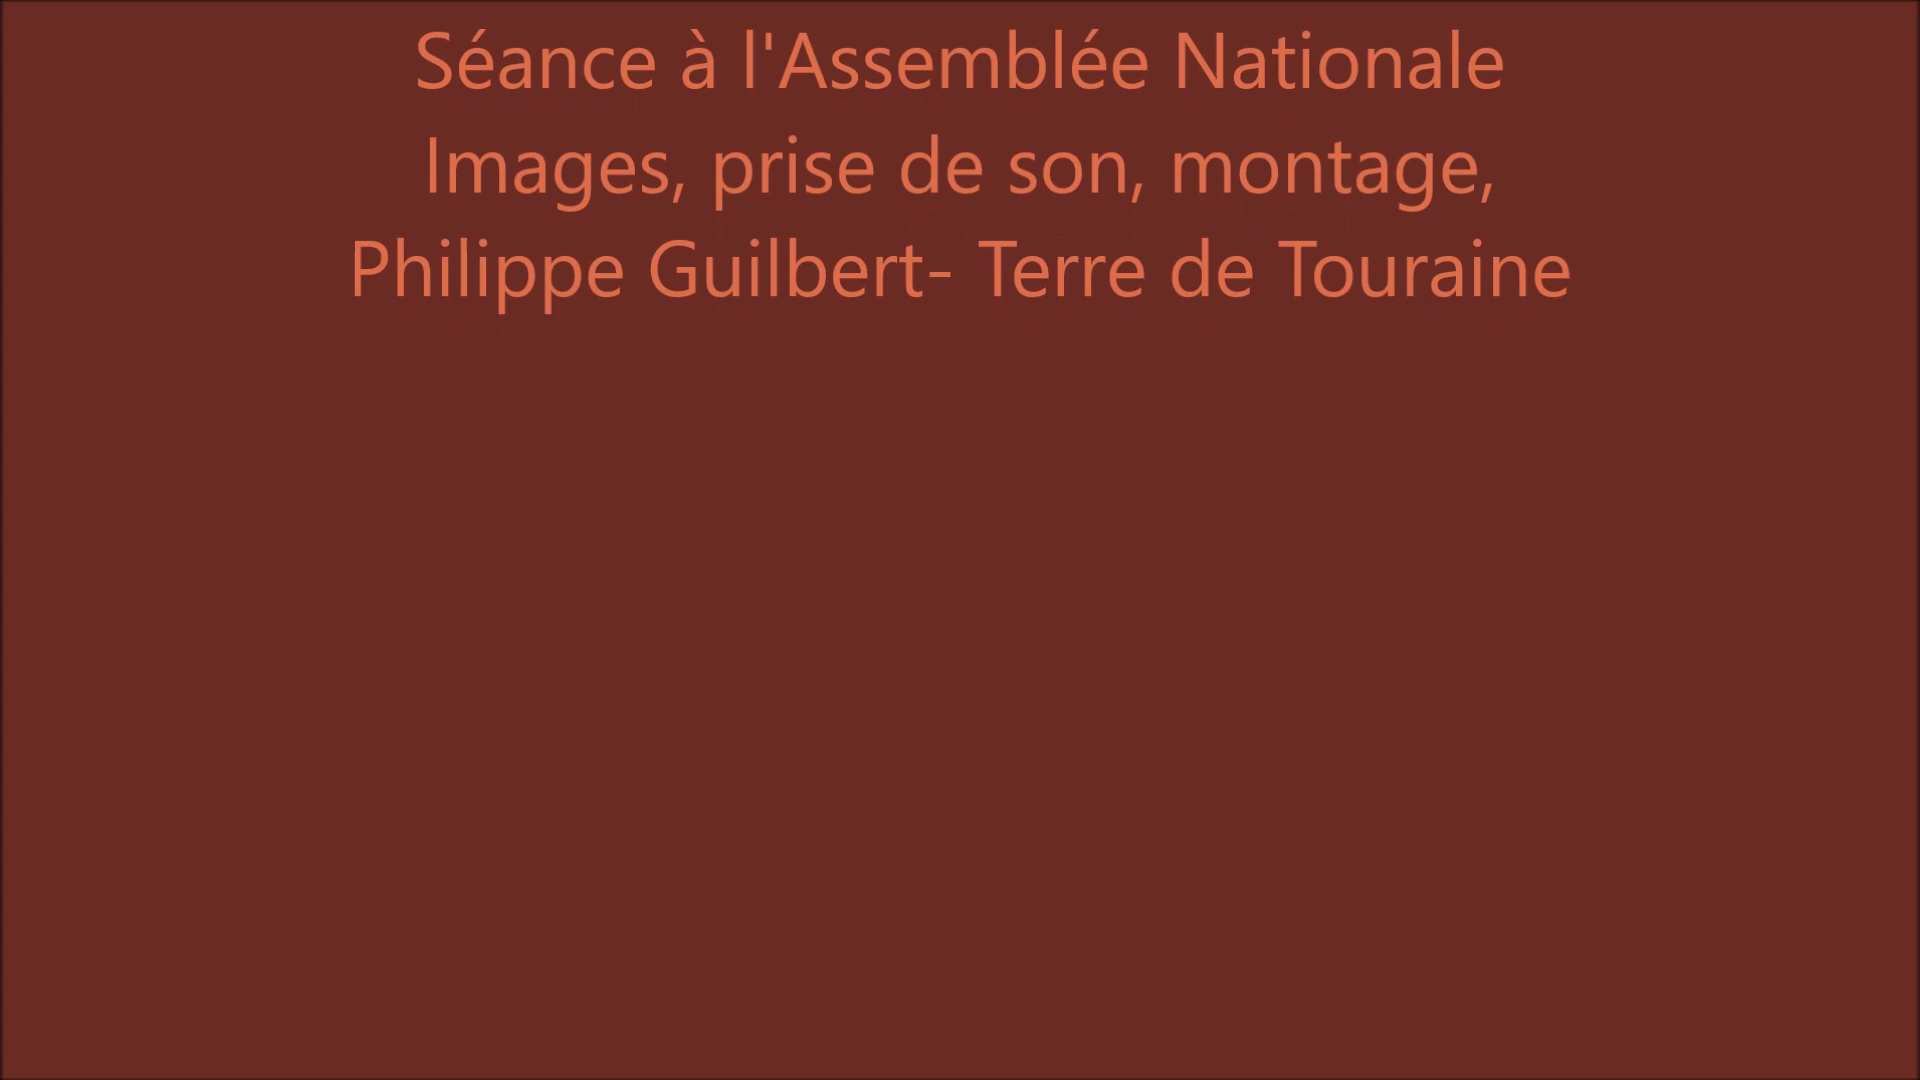 Séance à l'Assemblée Nationale
Images, prise de son, montage,
Philippe Guilbert- Terre de Touraine